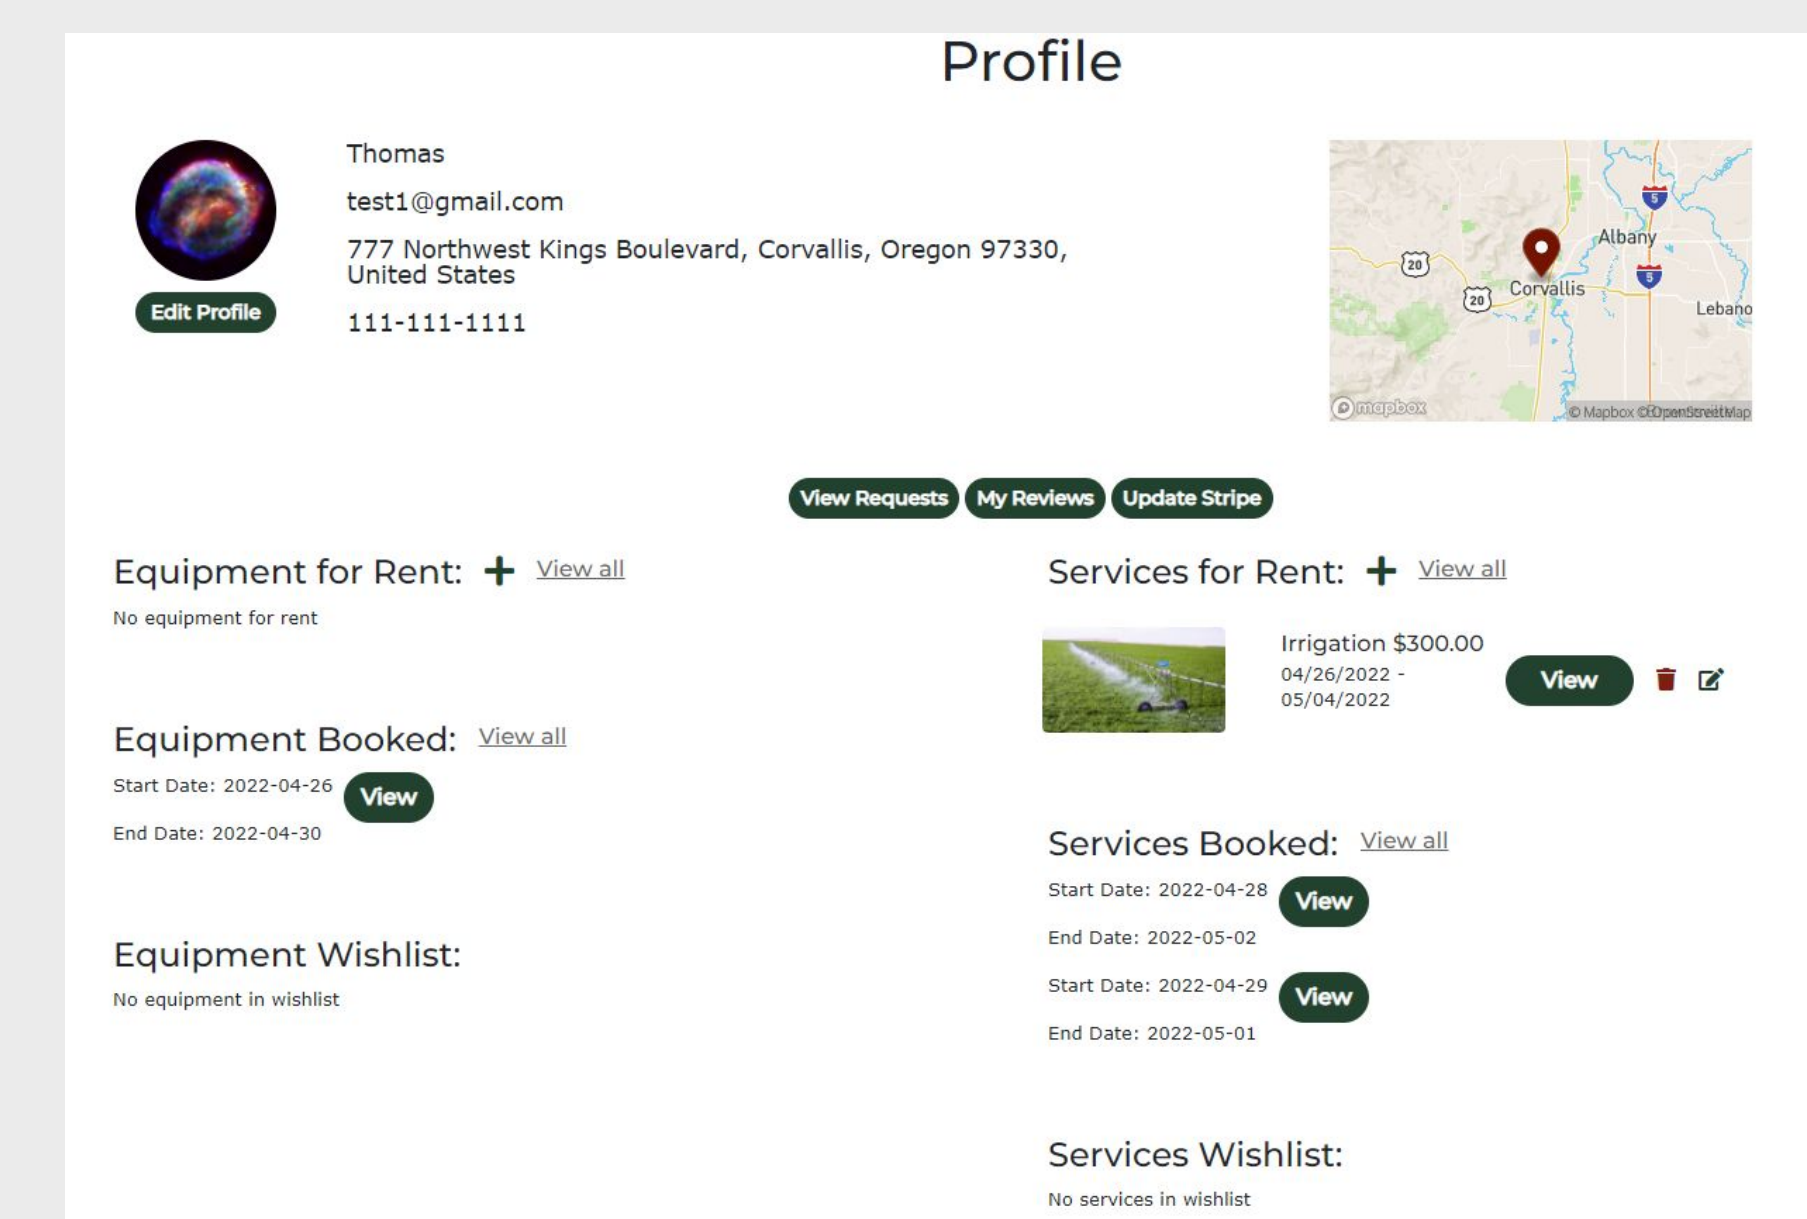 Profile
Thomas
test1@gmail.com
777 Northwest Kings Boulevard, Corvallis, Oregon 97330,
United States
111-111-1111
Edit Profile
5
Albany
20
5
Corvallis
20
Lebano
mapbox
© Mapbox © OpenStreetMap
View Requests
My Reviews
Update Stripe
Equipment for Rent: + View all
No equipment for rent
Equipment Booked: View all
Start Date: 2022-04-26
View
End Date: 2022-04-30
Equipment Wishlist:
No equipment in wishlist
Services for Rent: + View all
Irrigation $300.00
04/26/2022 -
05/04/2022
View
Services Booked: View all
Start Date: 2022-04-28
View
End Date: 2022-05-02
Start Date: 2022-04-29
View
End Date: 2022-05-01
Services Wishlist:
No services in wishlist